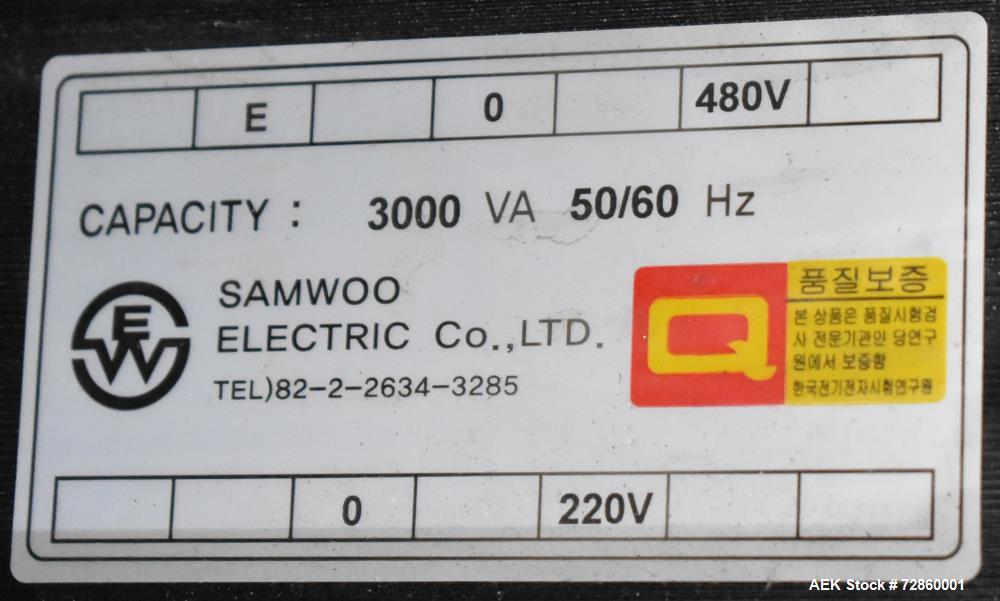 E 0 480V
CAPACITY : 3000 VA 50/60 Hz
EW
SAMWOO
ELECTRIC Co.,LTD.
TEL)82-2-2634-3285
Q
품질보증
본 상품은 품질시험검
사 전문기관인 당연구
원에서 보증함
한국전기전자시험연구원
0 220V
AEK Stock # 72860001